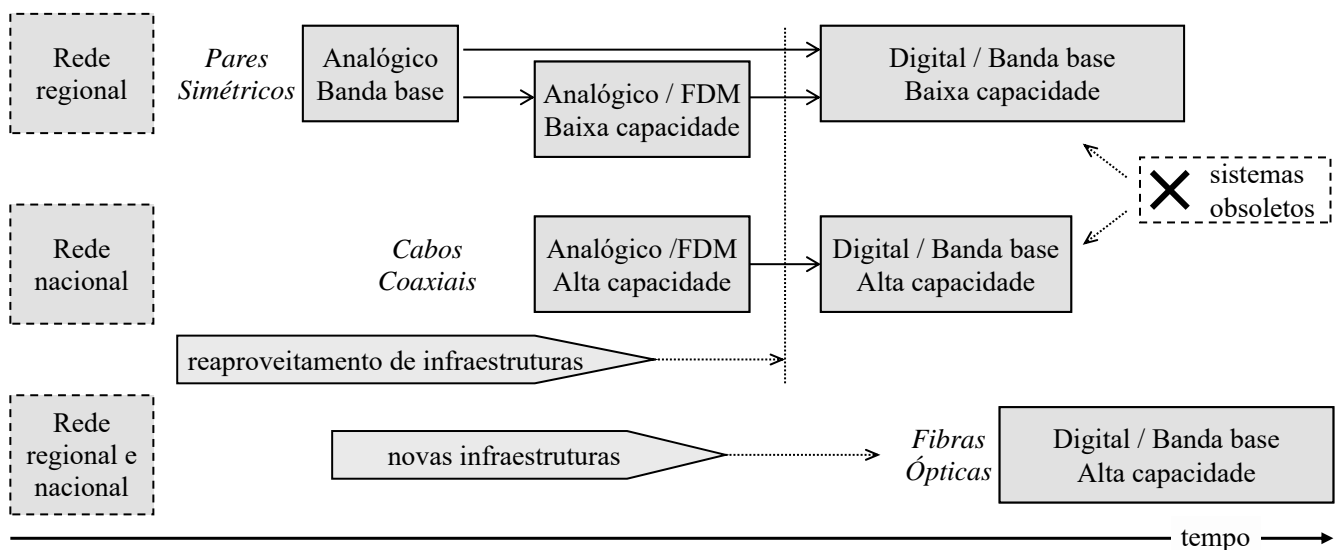 Rede
regional
Pares
Simétricos
Analógico
Banda base
Analógico / FDM
Baixa capacidade
Digital / Banda base
Baixa capacidade
sistemas
obsoletos
Rede
nacional
Cabos
Coaxiais
Analógico /FDM
Alta capacidade
Digital / Banda base
Alta capacidade
reaproveitamento de infraestruturas
Rede
regional e
nacional
novas infraestruturas
Fibras
Ópticas
Digital / Banda base
Alta capacidade
tempo